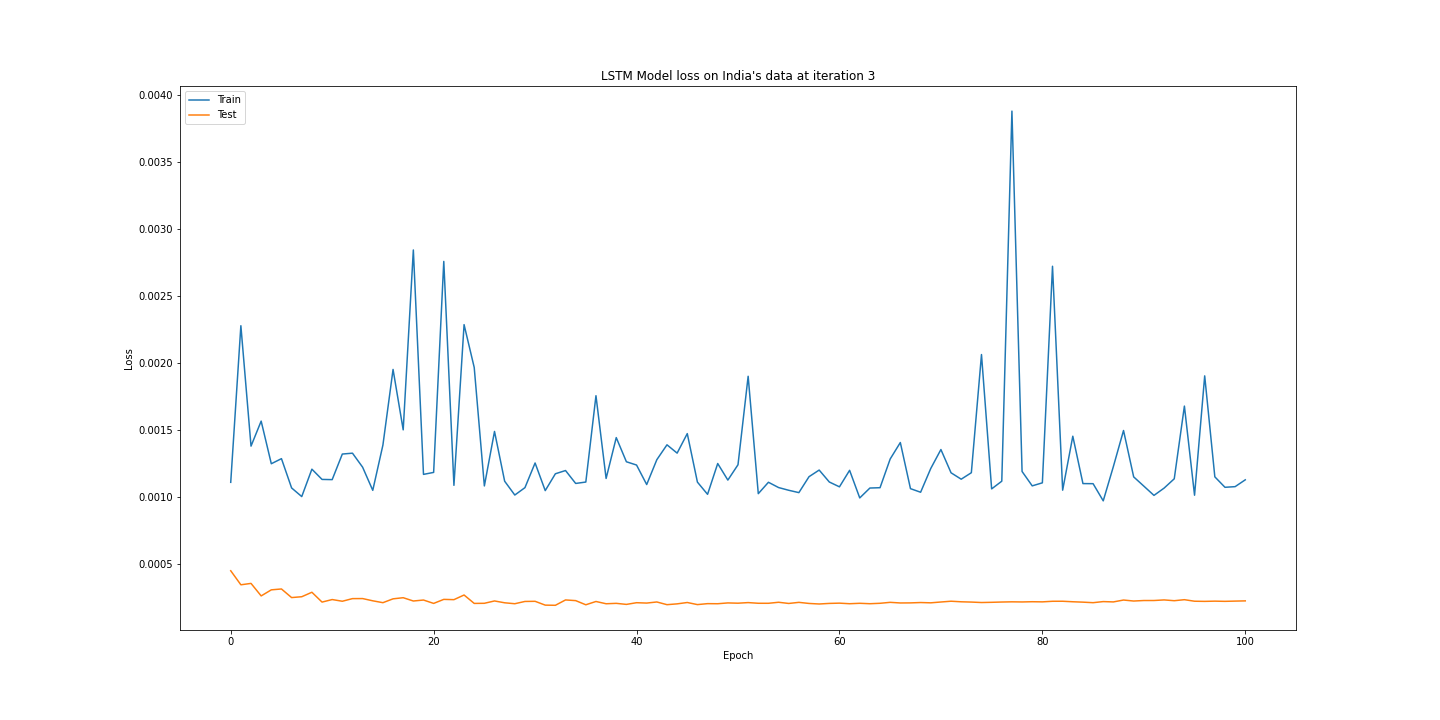 LSTM Model loss on India's data at iteration 3
Train
Test
0.0040
0.0035
0.0030
0.0025
0.0020
0.0015
0.0010
0.0005
Loss
0 20 40 60 80 100
Epoch